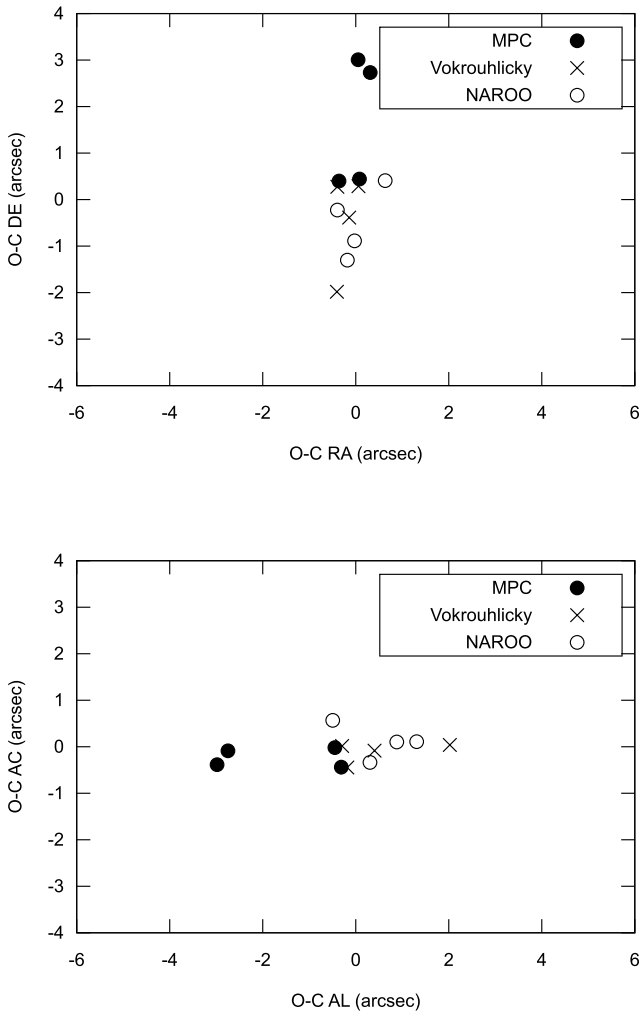 4
3
2
1
0
-1
-2
-3
-4
O-C DE (arcsec)
MPC
Vokrouhlicky
NAROO
-6 -4 -2 0 2 4 6
O-C RA (arcsec)
4
3
2
1
0
-1
-2
-3
-4
O-C AC (arcsec)
MPC
Vokrouhlicky
NAROO
-6 -4 -2 0 2 4 6
O-C AL (arcsec)